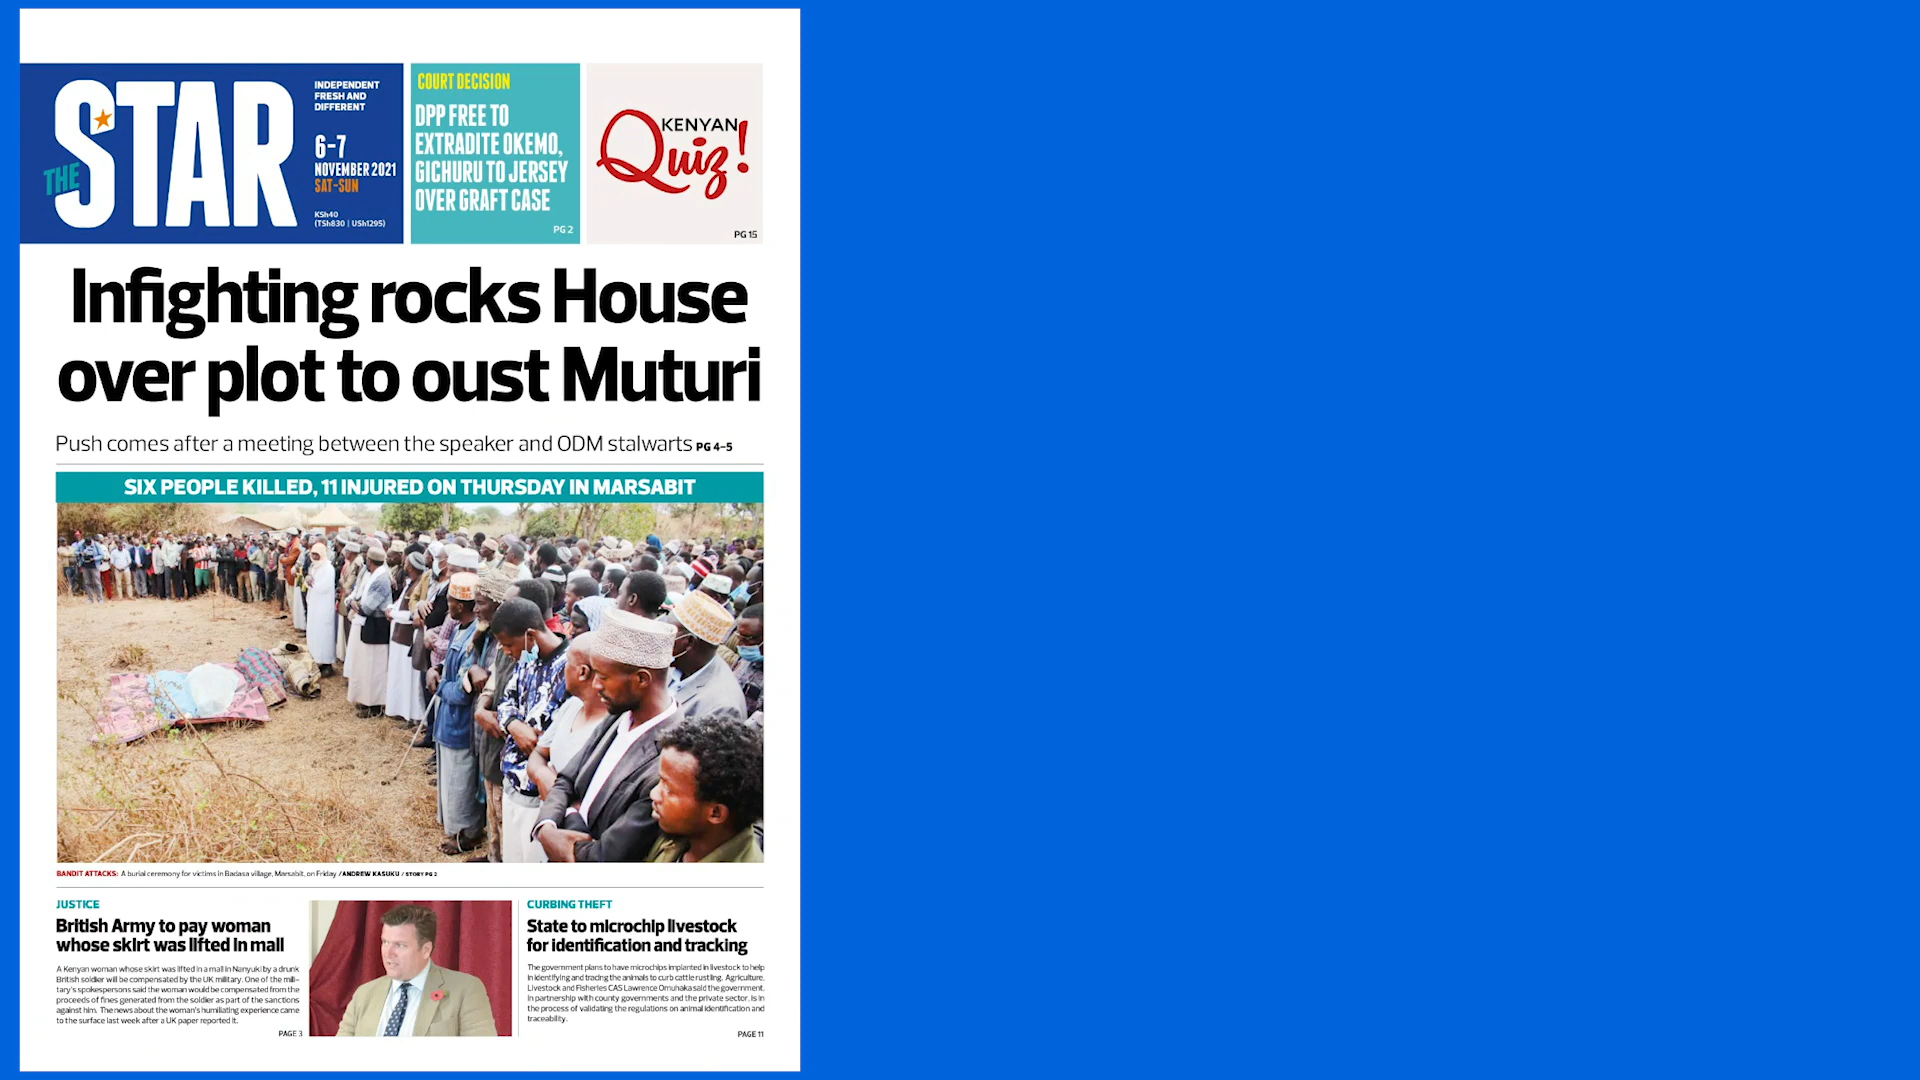 THE STAR
INDEPENDENT
FRESH AND
DIFFERENT
6-7
NOVEMBER 2021
SAT-SUN
KSh40
(TSh830 | USh1295)
COURT DECISION
DPP FREE TO
EXTRADITE OKEMO,
GICHURU TO JERSEY
OVER GRAFT CASE
PG 2
KENYAN
Quiz!
PG 15
Infighting rocks House
over plot to oust Muturi
Push comes after a meeting between the speaker and ODM stalwarts PG 4-5
SIX PEOPLE KILLED, 11 INJURED ON THURSDAY IN MARSABIT
BANDIT ATTACKS: A burial ceremony for victims in Badasa village, Marsabit, on Friday /ANDREW KASUKU / STORY PG 2
JUSTICE
British Army to pay woman
whose skirt was lifted in mall
A Kenyan woman whose skirt was lifted in a mall in Nanyuki by a drunk
British soldier will be compensated by the UK military. One of the mili-
tary's spokespersons said the woman would be compensated from the
proceeds of fines generated from the soldier as part of the sanctions
against him. The news about the woman's humiliating experience came
to the surface last week after a UK paper reported it.
PAGE 3
CURBING THEFT
State to microchip livestock
for identification and tracking
The government plans to have microchips implanted in livestock to help
in identifying and tracing the animals to curb cattle rustling. Agriculture,
Livestock and Fisheries CAS Lawrence Omuhaka said the government,
in partnership with county governments and the private sector, is in
the process of validating the regulations on animal identification and
traceability.
PAGE 11